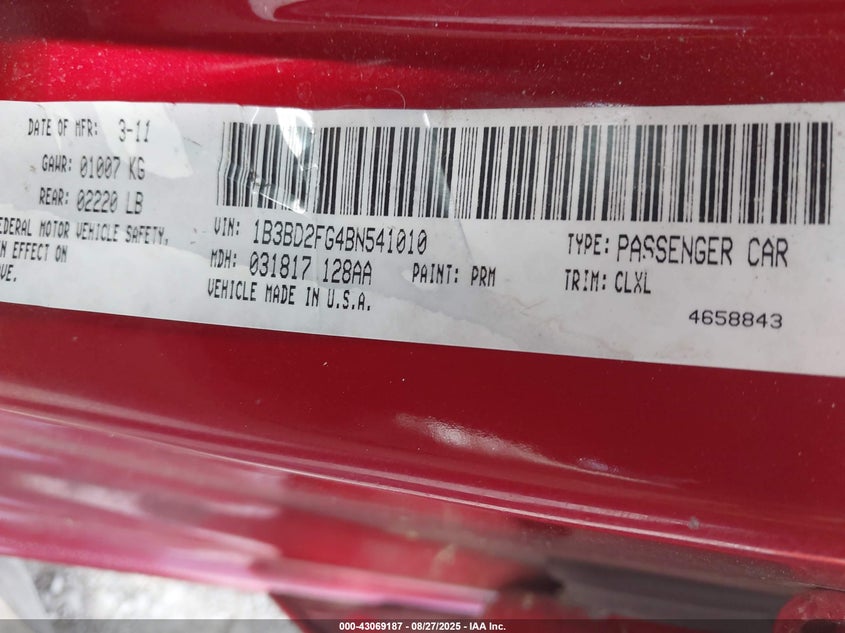 DATE OF MFR: 3-11
GAWR: 01007 KG
REAR: 02220 LB
FEDERAL MOTOR VEHICLE SAFETY
IN EFFECT ON
VIN: 1B3BD2FG4BN541010
TYPE: PASSENGER CAR
MDH: 031817 128AA
PAINT: PRM
TRIM: CLXL
VEHICLE MADE IN U.S.A.
4658843
000-43069187 - 08/27/2025 - IAA Inc.